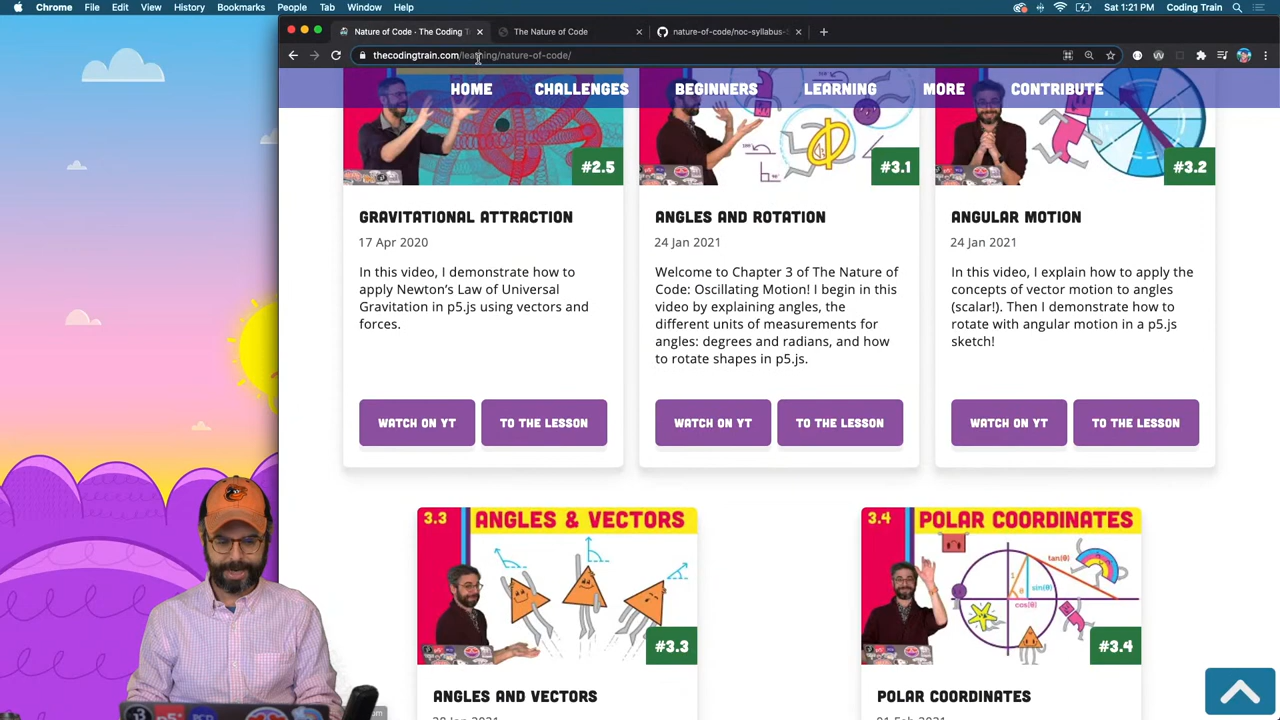 Chrome File Edit View History Bookmarks People Tab Window Help
Sat 1:21 PM Coding Train
Nature of Code · The Coding T
The Nature of Code
nature-of-code/noc-syllabus-
thecodingtrain.com/learning/nature-of-code/
HOME CHALLENGES BEGINNERS LEARNING MORE CONTRIBUTE
#2.5
#3.1
#3.2
GRAVITATIONAL ATTRACTION
17 Apr 2020
In this video, I demonstrate how to
apply Newton's Law of Universal
Gravitation in p5.js using vectors and
forces.
WATCH ON YT
TO THE LESSON
ANGLES AND ROTATION
24 Jan 2021
Welcome to Chapter 3 of The Nature of
Code: Oscillating Motion! I begin in this
video by explaining angles, the
different units of measurements for
angles: degrees and radians, and how
to rotate shapes in p5.js.
WATCH ON YT
TO THE LESSON
ANGULAR MOTION
24 Jan 2021
In this video, I explain how to apply the
concepts of vector motion to angles
(scalar!). Then I demonstrate how to
rotate with angular motion in a p5.js
sketch!
WATCH ON YT
TO THE LESSON
3.3 ANGLES & VECTORS
#3.3
ANGLES AND VECTORS
3.4 POLAR COORDINATES
tan(θ)
sin(θ)
cos(θ)
#3.4
POLAR COORDINATES
01 Feb 2021